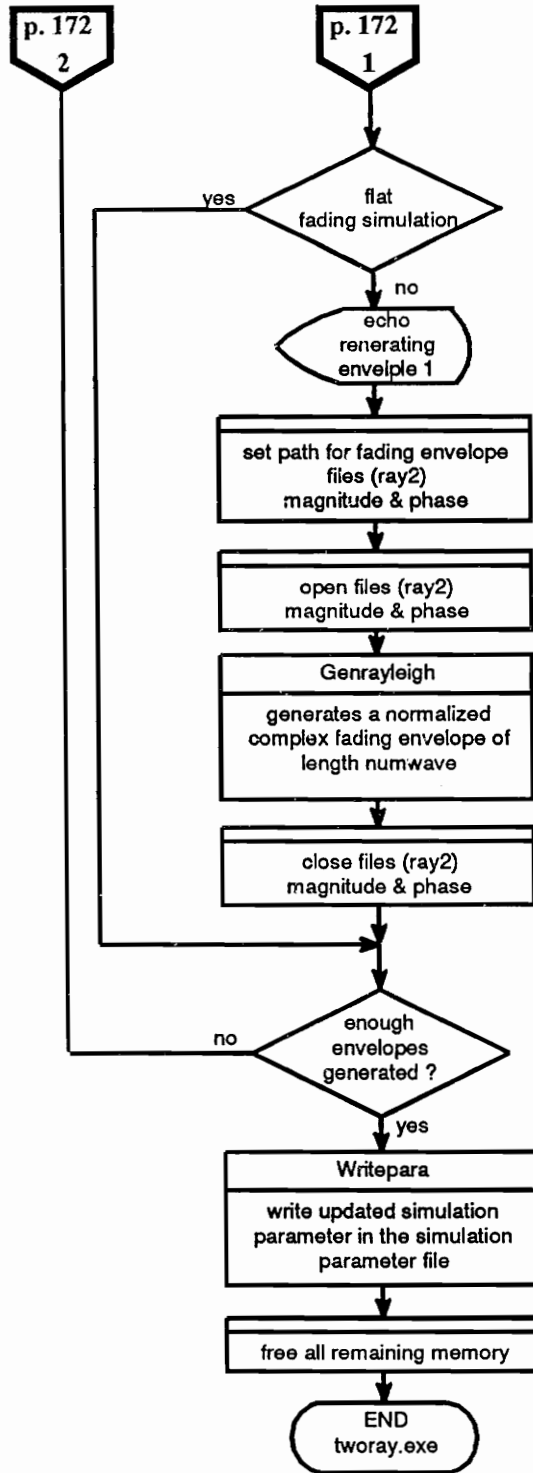 p. 172
2
p. 172
1
yes
flat
fading simulation
no
echo
renerating
enveiple 1
set path for fading envelope
files (ray2)
magnitude & phase
open files (ray2)
magnitude & phase
Genrayleigh
generates a normalized
complex fading envelope of
length numwave
close files (ray2)
magnitude & phase
no
enough
envelopes
generated ?
yes
Writepara
write updated simulation
parameter in the simulation
parameter file
free all remaining memory
END
tworay.exe